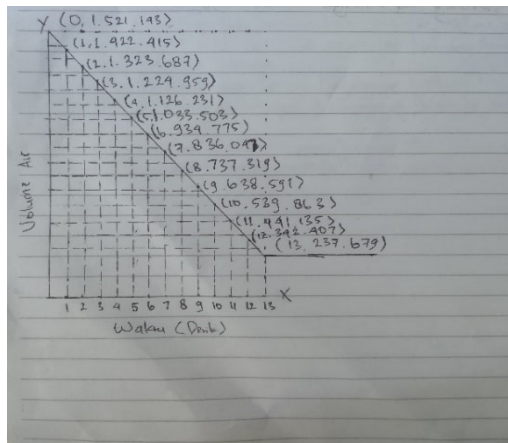 Y (0, 1.521.143)
(1, 1.422.415)
(2. 1. 323.687)
(3. 1. 224. 959)
(4. 1. 126. 231)
(5.1.033.503)
(6. 934. 775)
(7. 836.047)
(8. 737. 319)
(9. 638. 591)
(10. 539. 863)
(11. 441. 135)
(12. 342. 407)
(13. 237. 679)
Volume Air
1 2 3 4 5 6 7 8 9 10 11 12 13 X
Waktu (Detik)